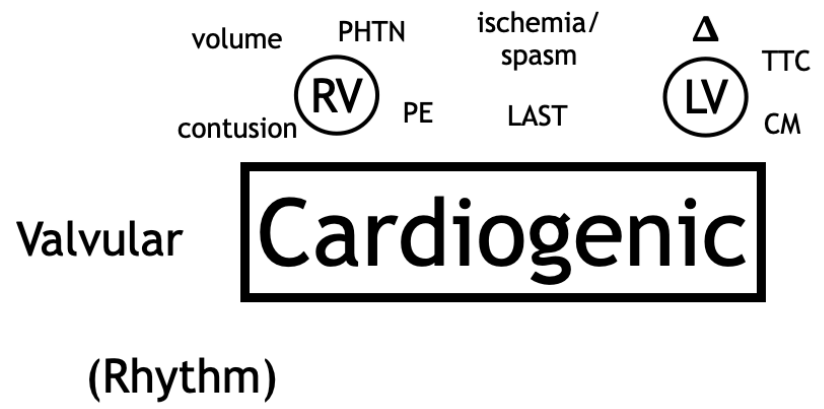 volume
PHTN
ischemia/
spasm
Δ
TTC
RV
LV
contusion
PE
LAST
CM
Valvular
Cardiogenic
(Rhythm)